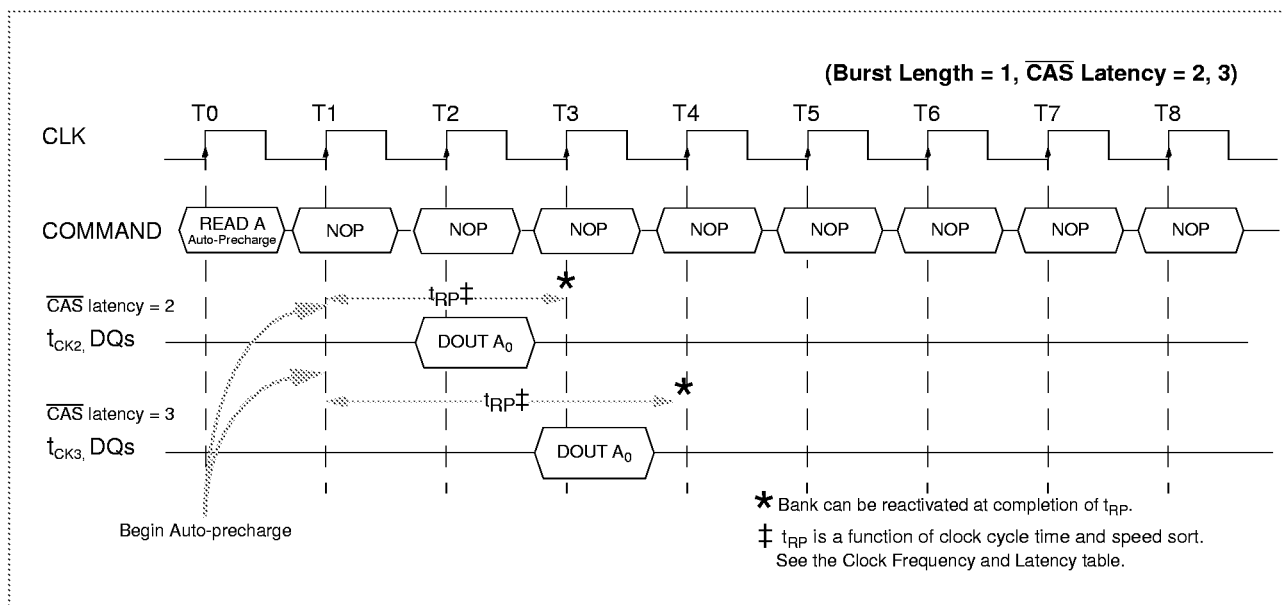 (Burst Length = 1, CAS Latency = 2, 3)
T0 T1 T2 T3 T4 T5 T6 T7 T8
CLK
COMMAND READ A Auto-Precharge NOP NOP NOP NOP NOP NOP NOP NOP
*
CAS latency = 2
tRP‡
tCK2, DQs
DOUT A0
*
CAS latency = 3
tRP‡
tCK3, DQs
DOUT A0
Begin Auto-precharge
* Bank can be reactivated at completion of tRP.
‡ tRP is a function of clock cycle time and speed sort.
See the Clock Frequency and Latency table.